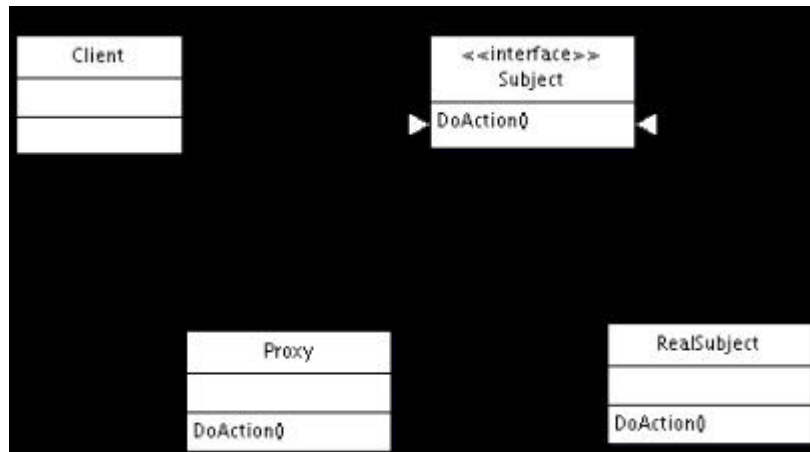 Client
<<interface>>
Subject
DoAction()
Proxy
DoAction()
RealSubject
DoAction()